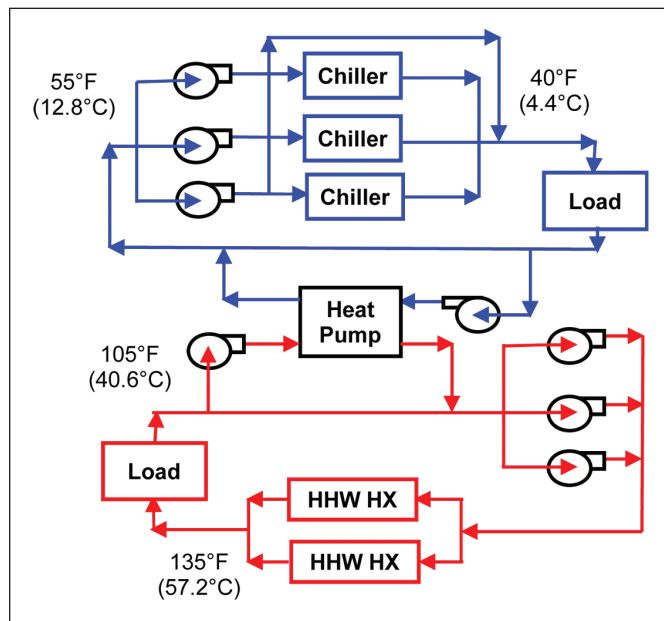 55°F
(12.8°C)
Chiller
40°F
(4.4°C)
Chiller
Chiller
Load
Heat
Pump
105°F
(40.6°C)
Load
HHW HX
HHW HX
135°F
(57.2°C)